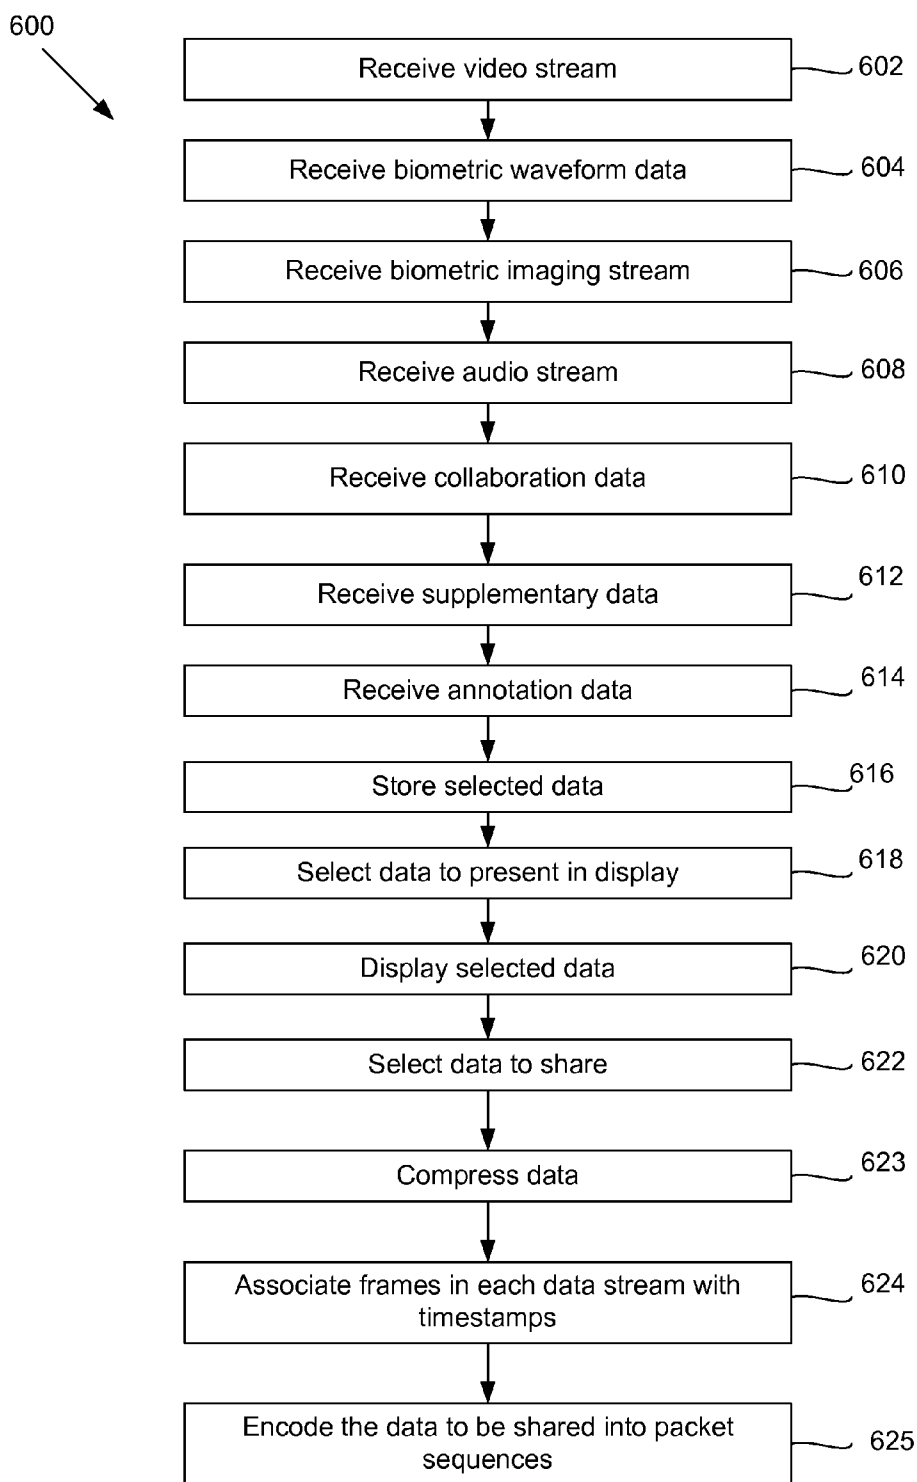 600
Receive video stream
602
Receive biometric waveform data
604
Receive biometric imaging stream
606
Receive audio stream
608
Receive collaboration data
610
Receive supplementary data
612
Receive annotation data
614
Store selected data
616
Select data to present in display
618
Display selected data
620
Select data to share
622
Compress data
623
Associate frames in each data stream with
timestamps
624
Encode the data to be shared into packet
sequences
625